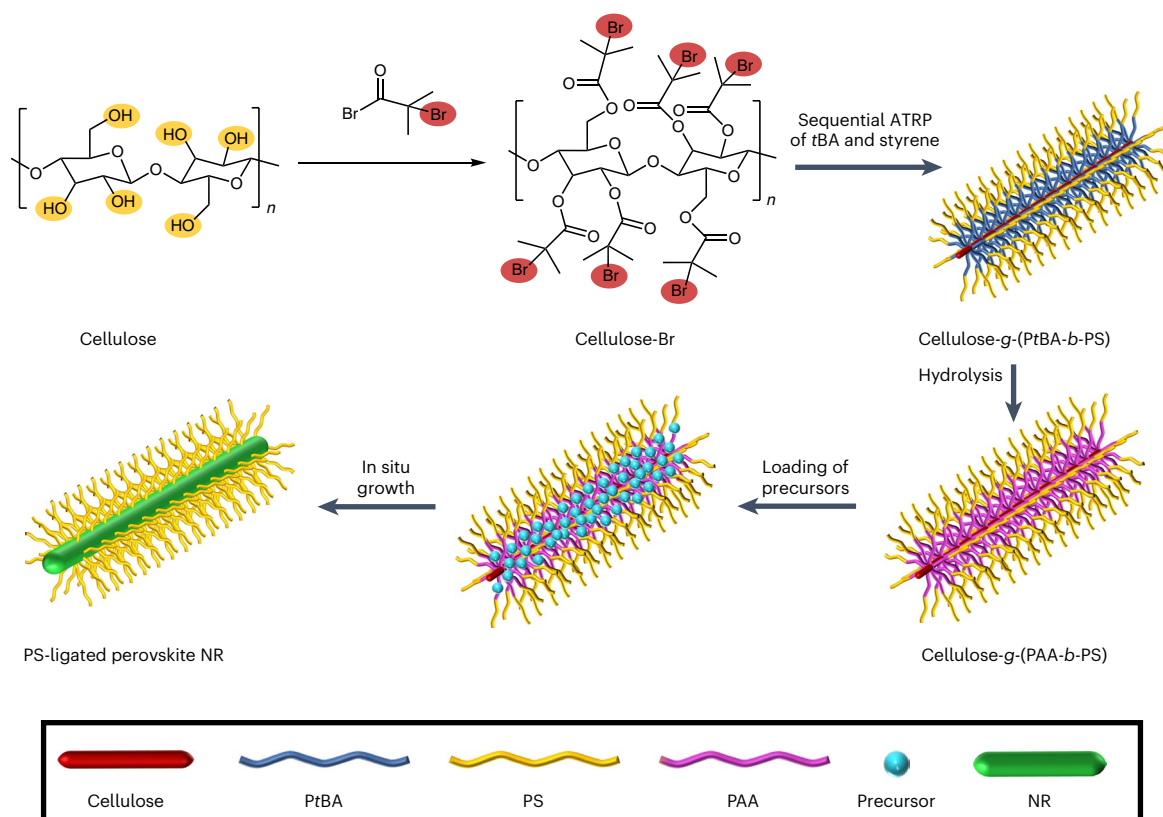 Br
Br
Br
O
O
O
O
O
O
O
Br
Br
OH
HO
OH
O
O
O
O
HO
OH
HO
n
Sequential ATRP
of tBA and styrene
O
O
O
O
O
O
O
O
O
O
n
Br
Br
Br
Cellulose
Cellulose-Br
Cellulose-g-(PtBA-b-PS)
Hydrolysis
In situ
growth
Loading of
precursors
PS-ligated perovskite NR
Cellulose-g-(PAA-b-PS)
Cellulose
PtBA
PS
PAA
Precursor
NR